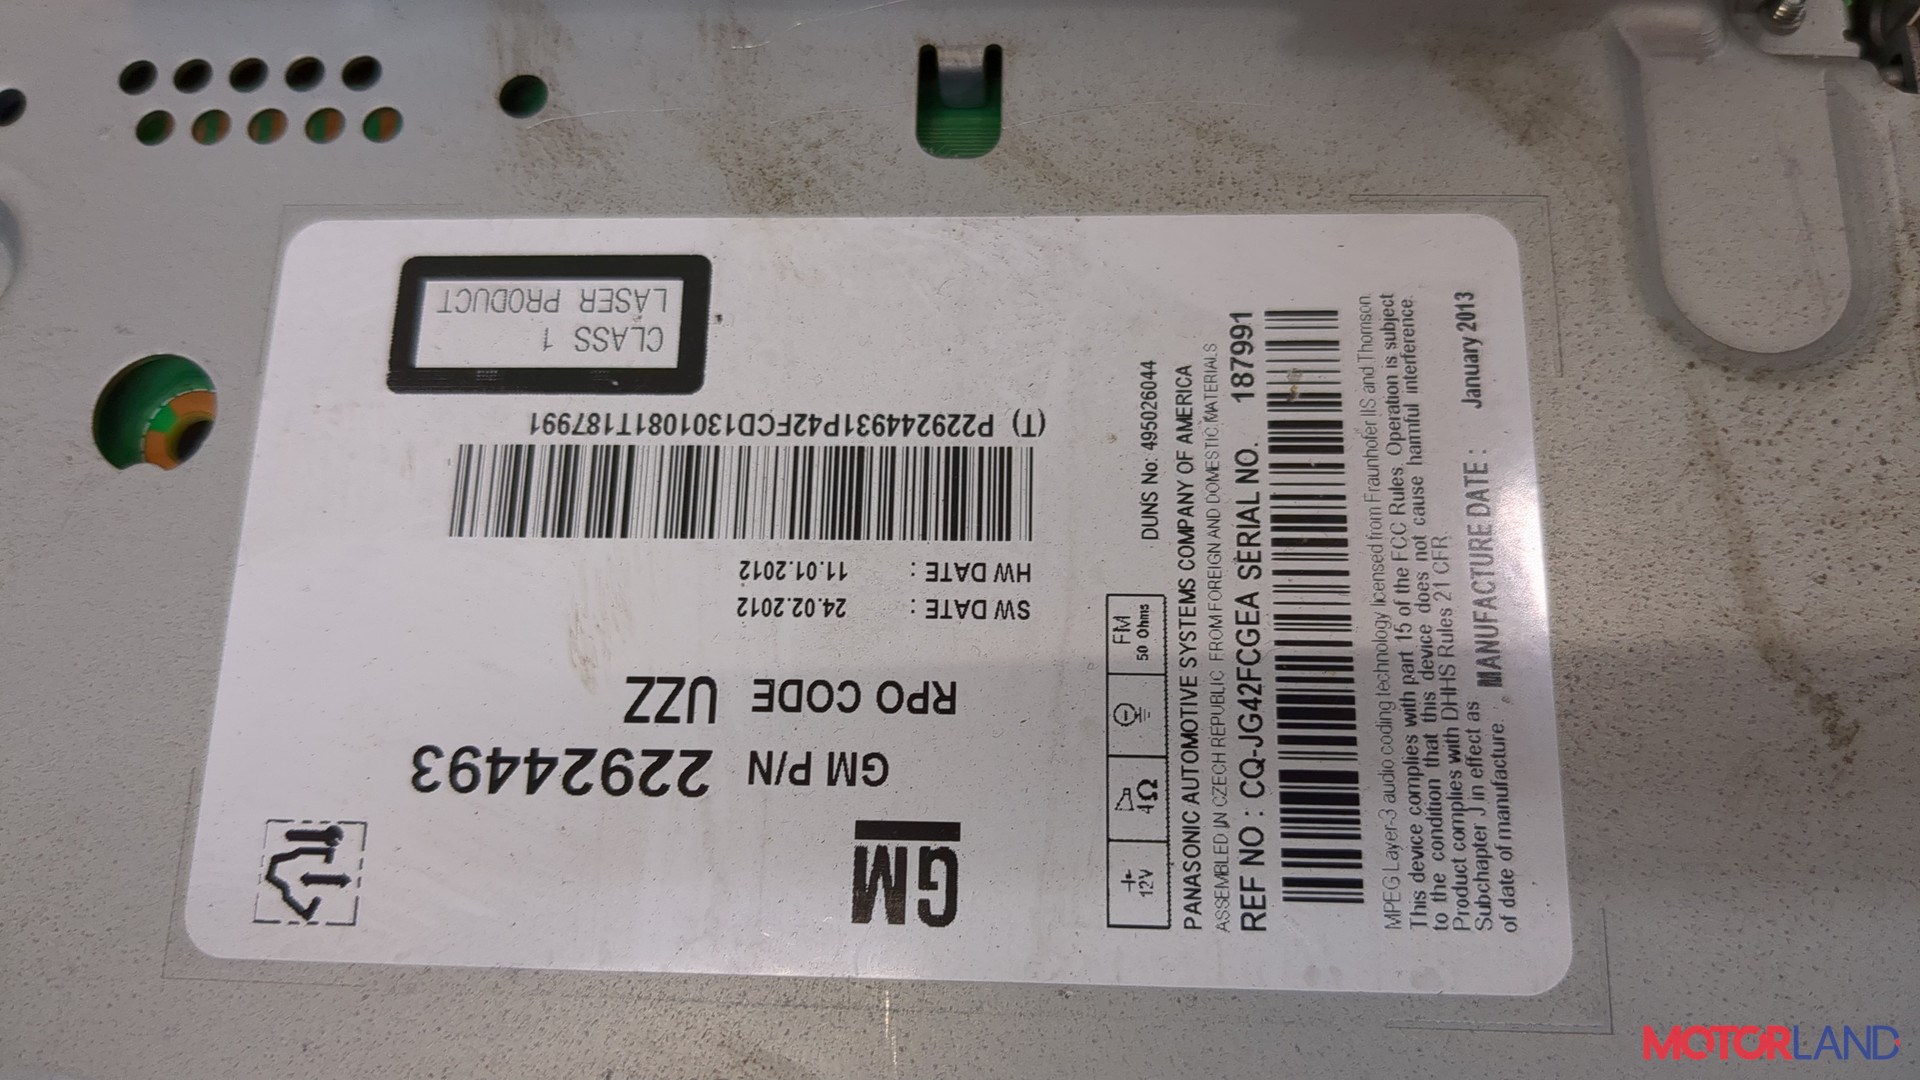 CLASS 1
LASER PRODUCT
(T) P229244931P42FCD1301081T187991
HW DATE : 11.01.2012
SW DATE : 24.02.2012
RPO CODE UZZ
GM P/N 22924493
GM
12V
4Ω
FM
50 Ohms
DUNS No: 495026044
PANASONIC AUTOMOTIVE SYSTEMS COMPANY OF AMERICA
ASSEMBLED IN CZECH REPUBLIC FROM FOREIGN AND DOMESTIC MATERIALS
REF NO : CQ-JG42FCGEA SERIAL NO. 187991
MPEG Layer-3 audio coding technology licensed from Fraunhofer IIS and Thomson.
This device complies with part 15 of the FCC Rules. Operation is subject
to the condition that this device does not cause harmful interference.
Product complies with DHHS Rules 21 CFR
Subchapter J in effect as
of date of manufacture.
MANUFACTURE DATE : January 2013
MOTORLAND